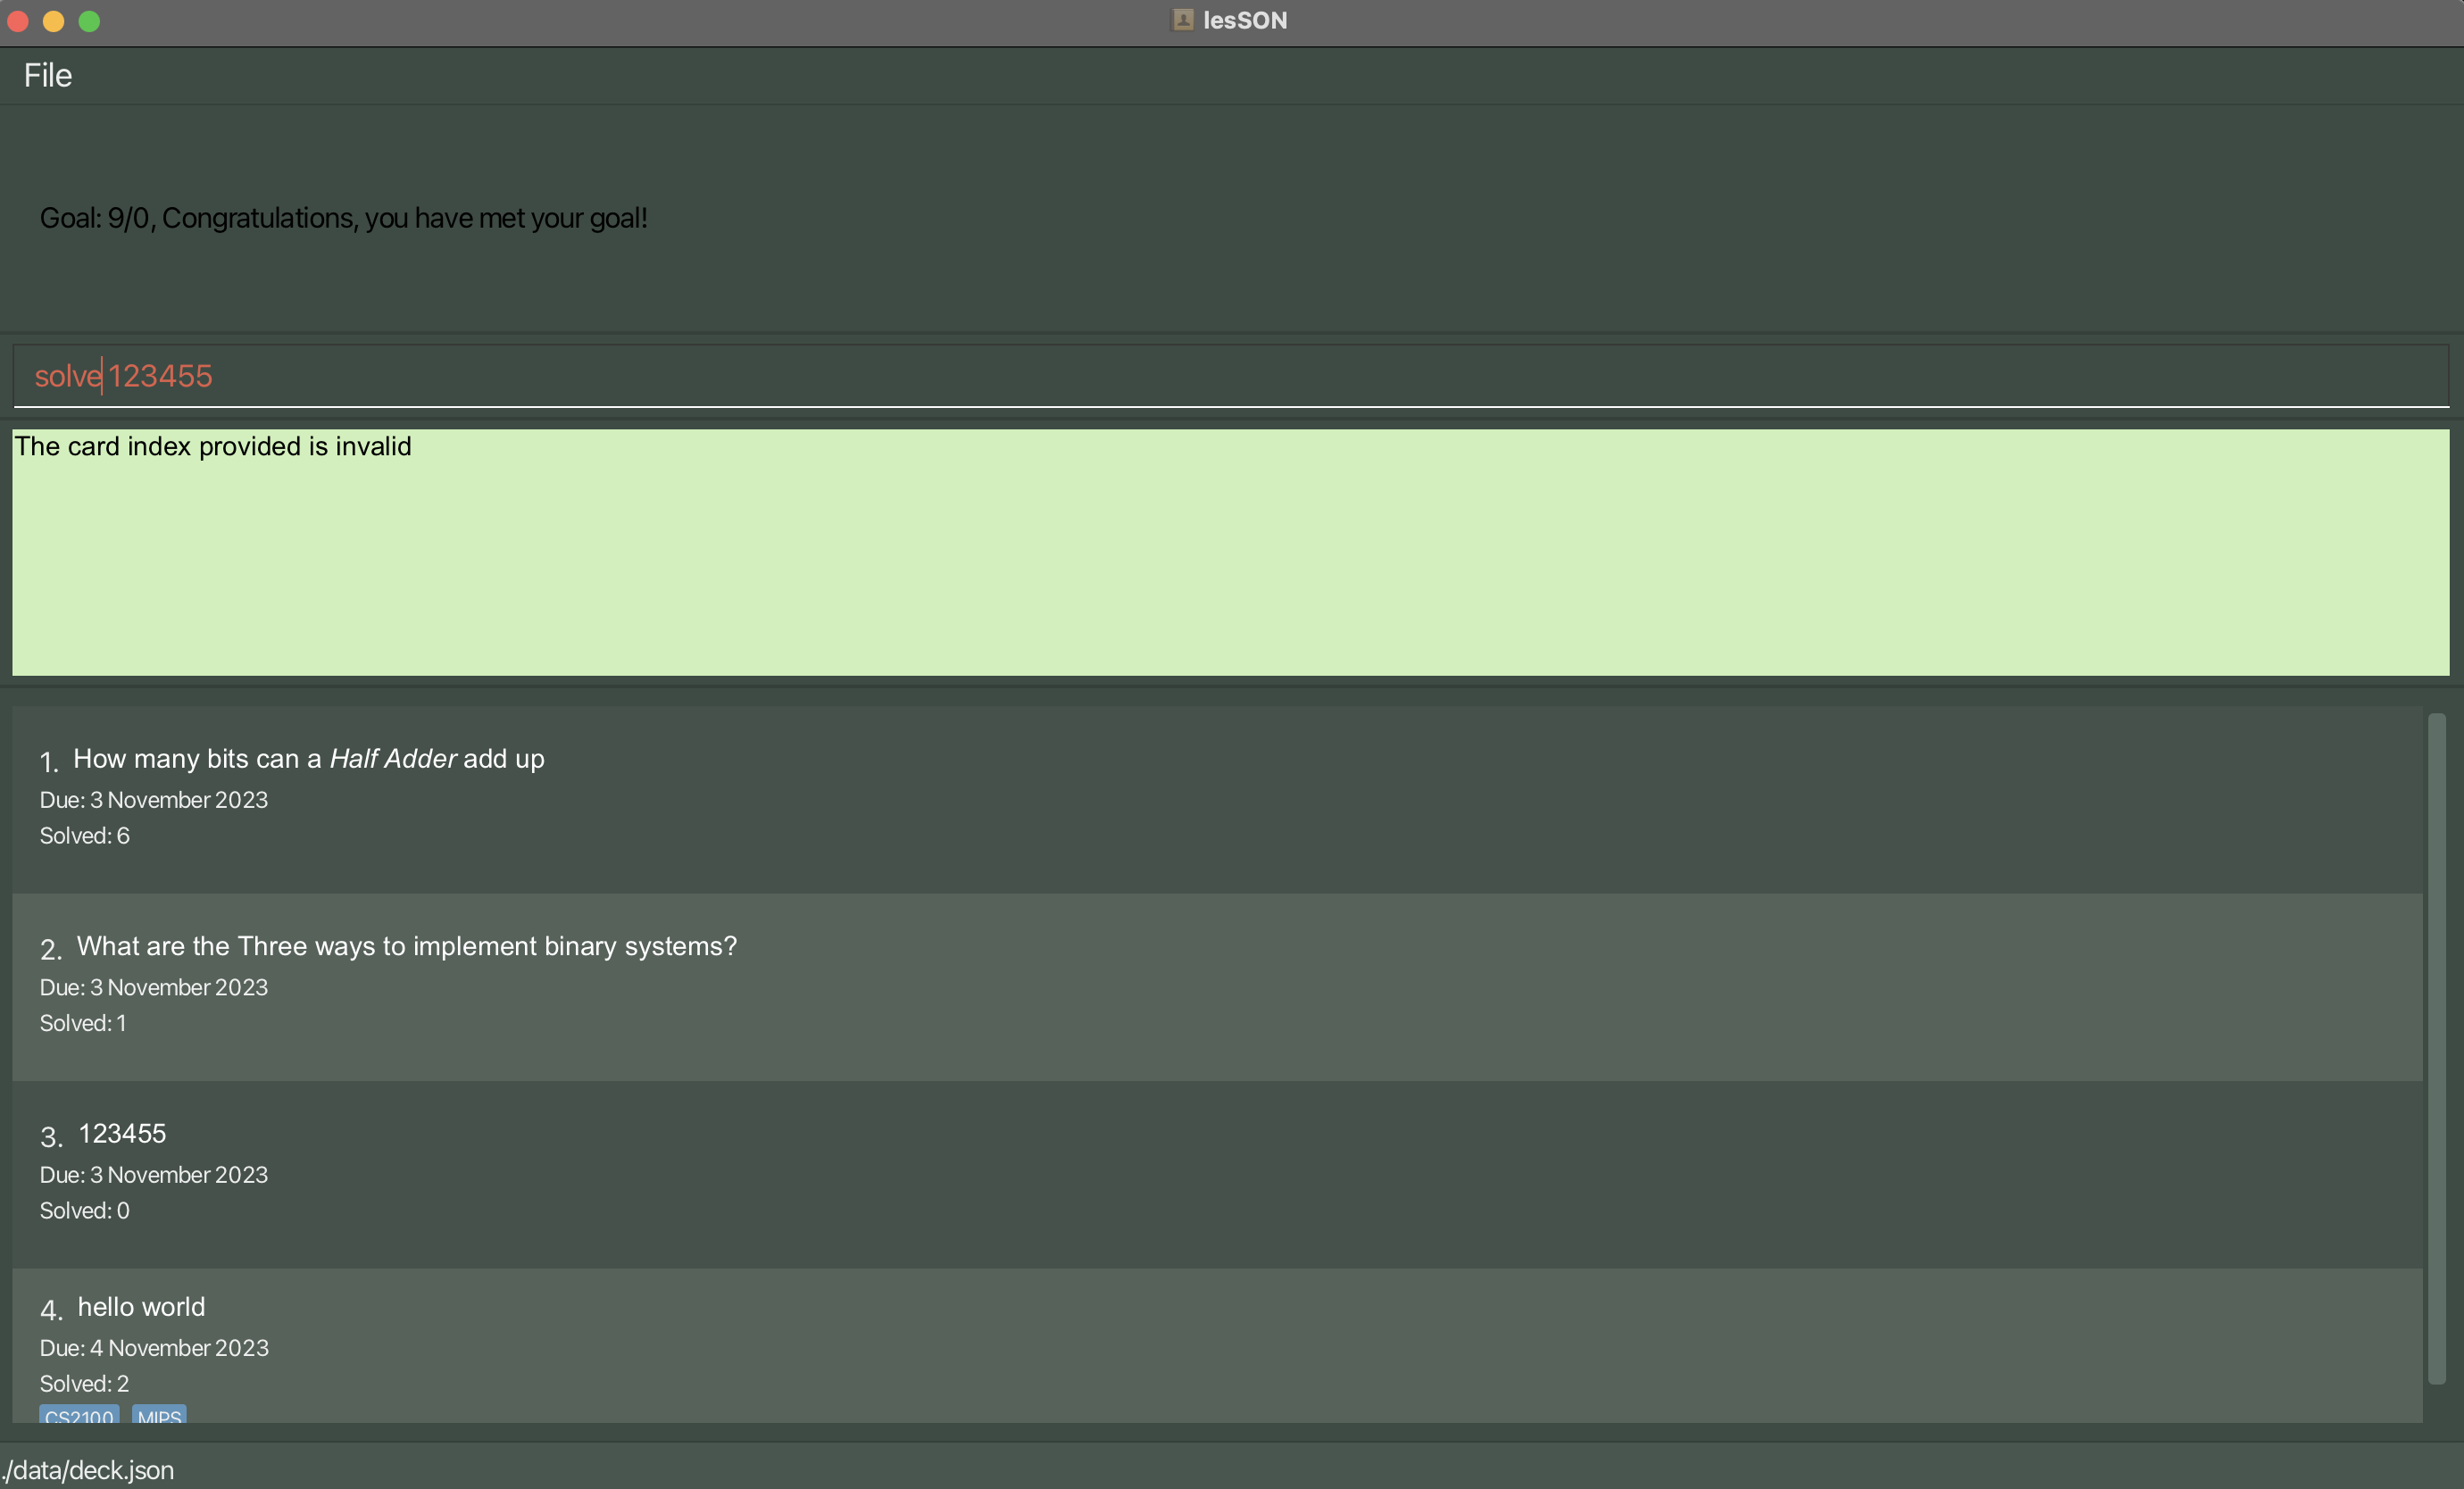 lesSON
File
Goal: 9/0, Congratulations, you have met your goal!
solve 123455
The card index provided is invalid
1. How many bits can a Half Adder add up
Due: 3 November 2023
Solved: 6
2. What are the Three ways to implement binary systems?
Due: 3 November 2023
Solved: 1
3. 123455
Due: 3 November 2023
Solved: 0
4. hello world
Due: 4 November 2023
Solved: 2
CS2100 MIPS
./data/deck.json